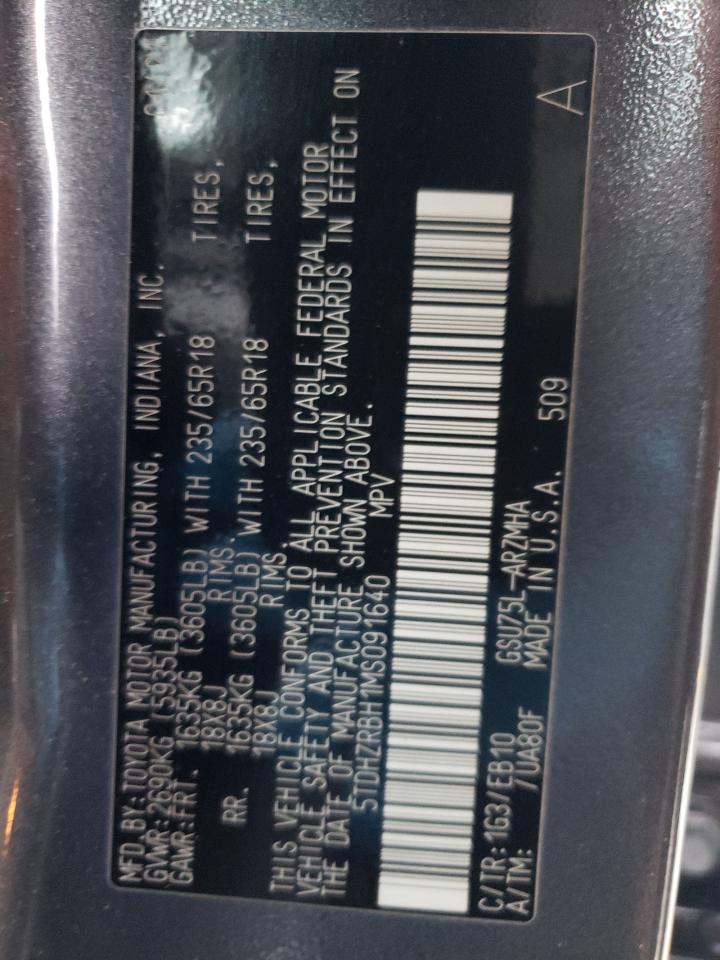 MFD. BY: TOYOTA MOTOR MANUFACTURING, INDIANA, INC.
GVWR: 2690KG (5935LB)
GAWR: FRT. 1635KG (3605LB) WITH 235/65R18 TIRES,
18X8J RIMS.
RR. 1635KG (3605LB) WITH 235/65R18 TIRES,
18X8J RIMS.
THIS VEHICLE CONFORMS TO ALL APPLICABLE FEDERAL MOTOR
VEHICLE SAFETY AND THEFT PREVENTION STANDARDS IN EFFECT ON
THE DATE OF MANUFACTURE SHOWN ABOVE.
5TDHZRBH1MS091640 MPV
C/TR: 1G3//EB10 GSU75L-ARZMHA
A/TM: /UA80F MADE IN U.S.A. 509
A